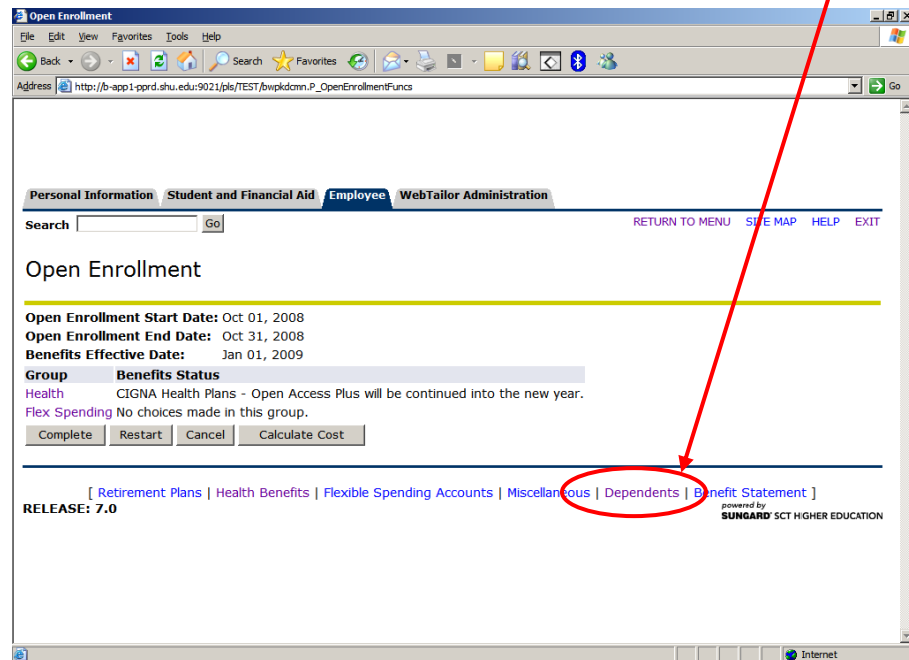 Open Enrollment
File Edit View Favorites Tools Help
Back Search Favorites
Address http://b-app1-pprd.shu.edu:9021/pls/TEST/bwpkdcmn.P_OpenEnrollmentFuncs Go
Personal Information Student and Financial Aid Employee WebTailor Administration
Search Go RETURN TO MENU SITE MAP HELP EXIT
Open Enrollment
Open Enrollment Start Date: Oct 01, 2008
Open Enrollment End Date: Oct 31, 2008
Benefits Effective Date: Jan 01, 2009
Group Benefits Status
Health CIGNA Health Plans - Open Access Plus will be continued into the new year.
Flex Spending No choices made in this group.
Complete Restart Cancel Calculate Cost
[ Retirement Plans | Health Benefits | Flexible Spending Accounts | Miscellaneous | Dependents | Benefit Statement ]
RELEASE: 7.0
powered by
SUNGARD® SCT HIGHER EDUCATION
Internet